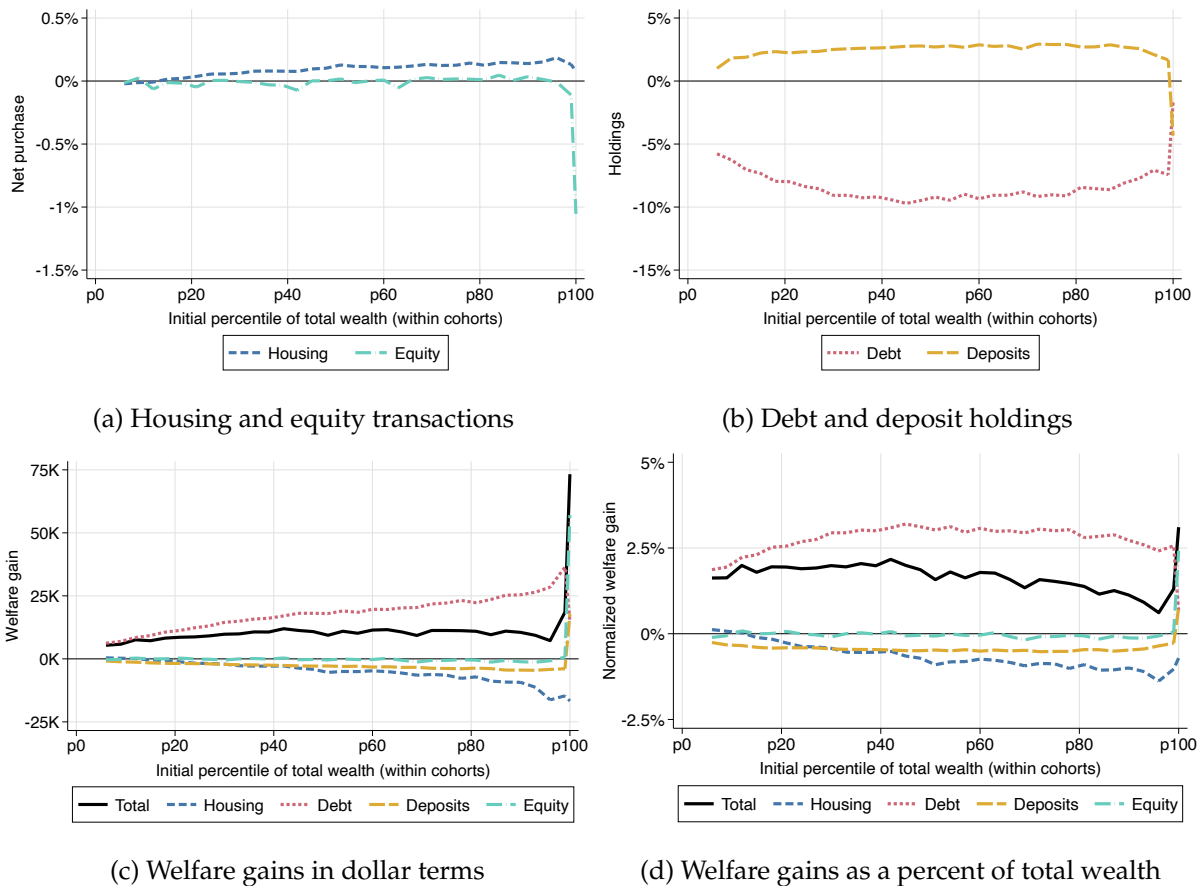 0.5%
0%
-0.5%
-1%
-1.5%
Net purchase
p0 p20 p40 p60 p80 p100
Initial percentile of total wealth (within cohorts)
Housing Equity
(a) Housing and equity transactions
5%
0%
-5%
-10%
-15%
Holdings
p0 p20 p40 p60 p80 p100
Initial percentile of total wealth (within cohorts)
Debt Deposits
(b) Debt and deposit holdings
75K
50K
25K
0K
-25K
Welfare gain
p0 p20 p40 p60 p80 p100
Initial percentile of total wealth (within cohorts)
Total Housing Debt Deposits Equity
(c) Welfare gains in dollar terms
5%
2.5%
0%
-2.5%
Normalized welfare gain
p0 p20 p40 p60 p80 p100
Initial percentile of total wealth (within cohorts)
Total Housing Debt Deposits Equity
(d) Welfare gains as a percent of total wealth